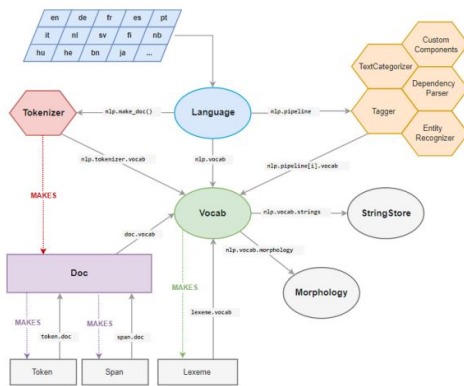 en de fr es pt
it nl sv fi nb
hu he bn ja ...
Custom
Components
TextCategorizer
Dependency
Parser
Tagger
Entity
Recognizer
Tokenizer
nlp.make_doc()
Language
nlp.pipeline
nlp.tokenizer.vocab
nlp.vocab
nlp.pipeline[i].vocab
MAKES
Vocab
nlp.vocab.strings
StringStore
doc.vocab
nlp.vocab.morphology
Doc
MAKES
Morphology
MAKES
token.doc
MAKES
span.doc
lexeme.vocab
Token
Span
Lexeme